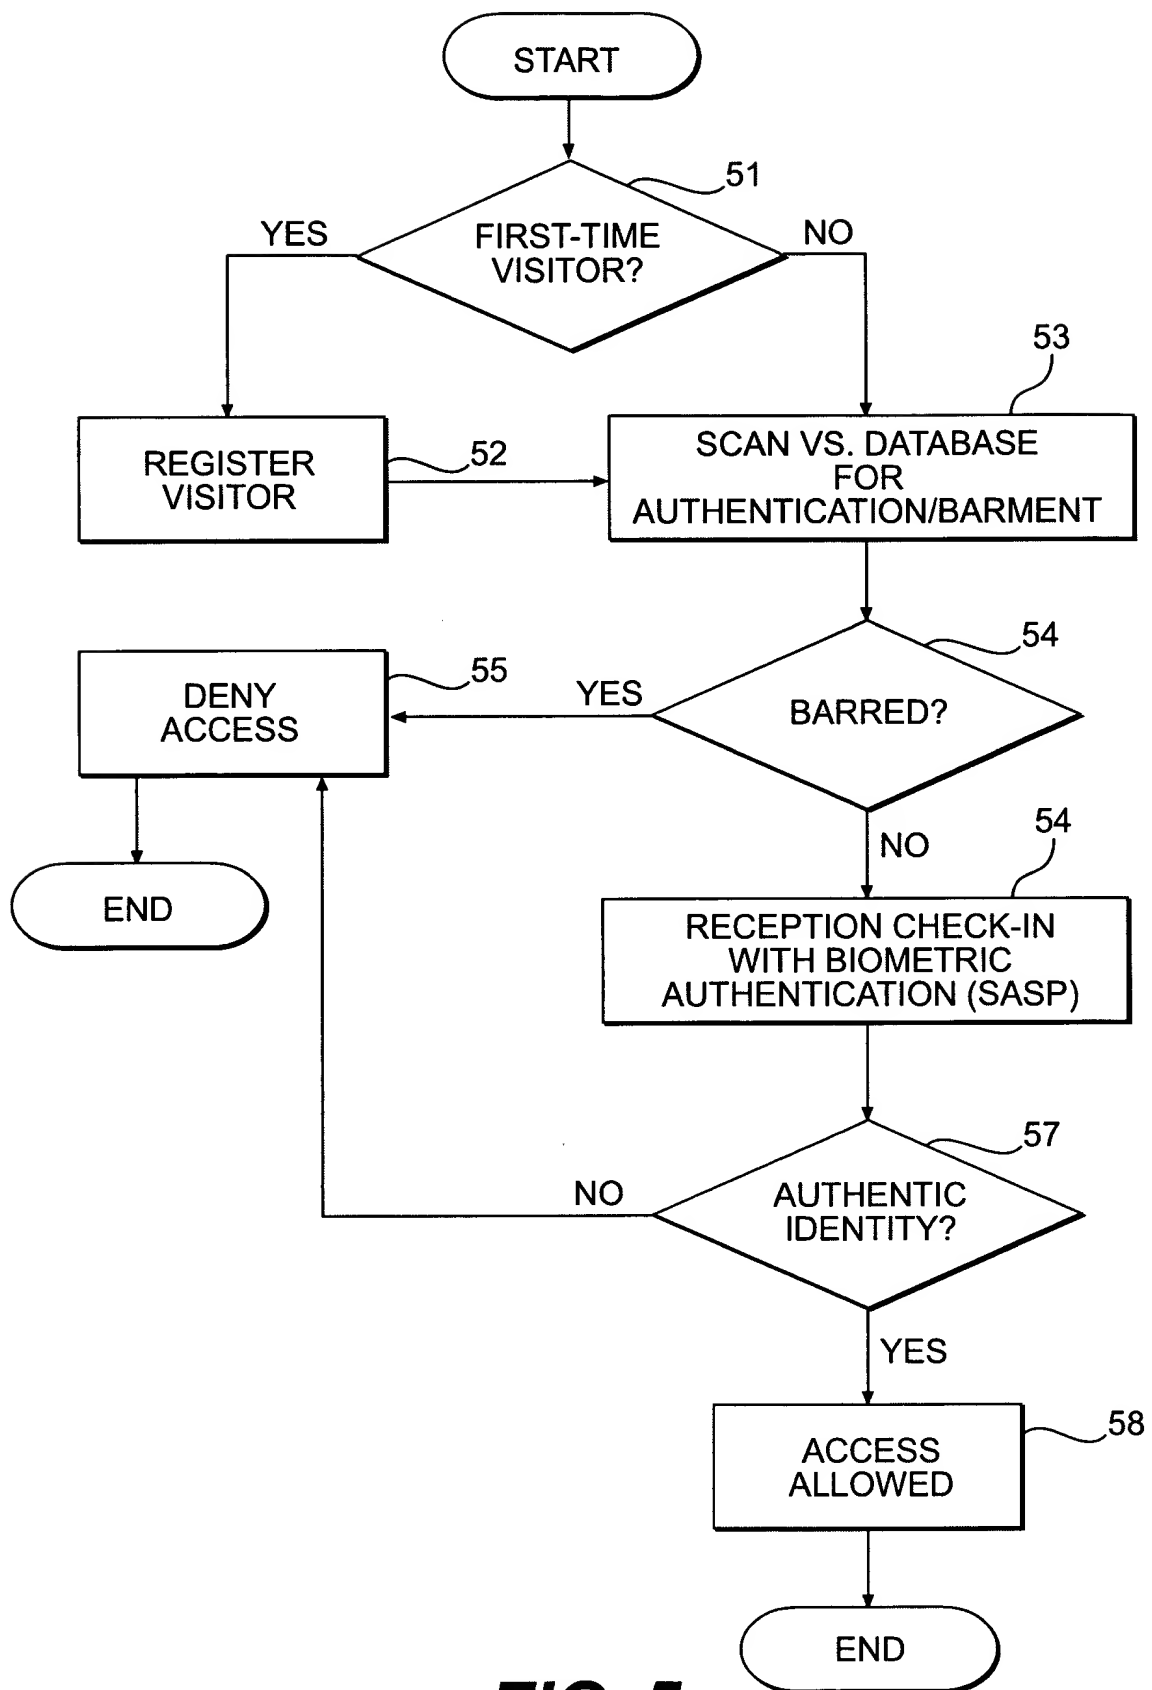 START
51
YES
FIRST-TIME
VISITOR?
NO
53
REGISTER
VISITOR
52
SCAN VS. DATABASE
FOR
AUTHENTICATION/BARMENT
54
DENY
ACCESS
55
YES
BARRED?
NO
54
END
RECEPTION CHECK-IN
WITH BIOMETRIC
AUTHENTICATION (SASP)
57
NO
AUTHENTIC
IDENTITY?
YES
58
ACCESS
ALLOWED
END